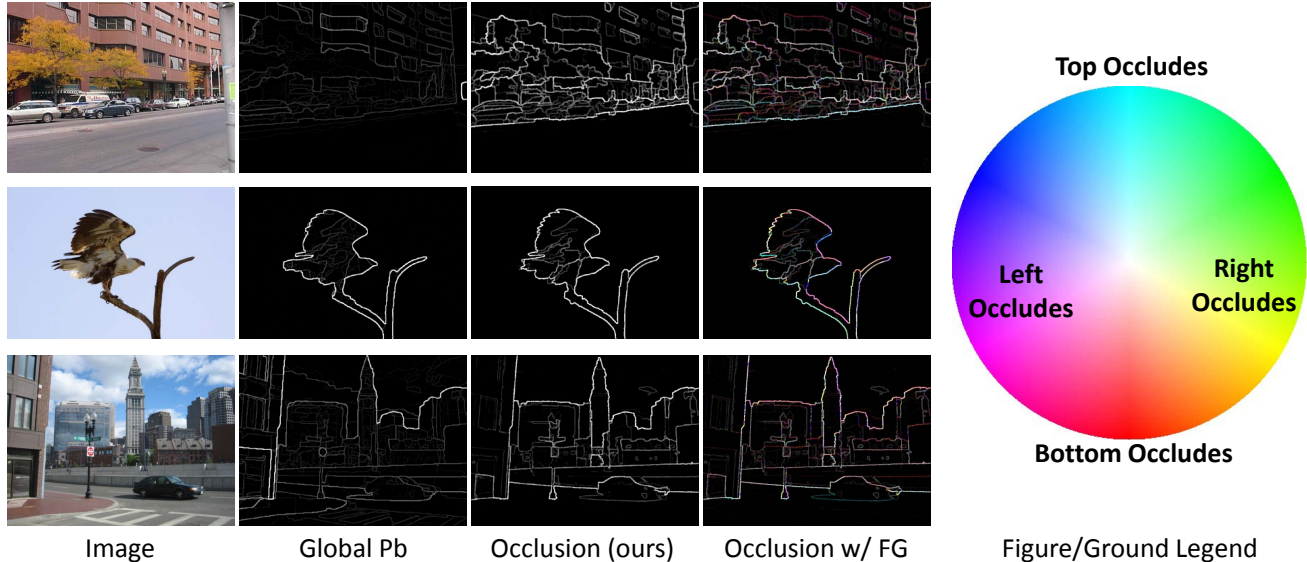 Top Occludes
Left
Occludes
Right
Occludes
Bottom Occludes
Image
Global Pb
Occlusion (ours)
Occlusion w/ FG
Figure/Ground Legend